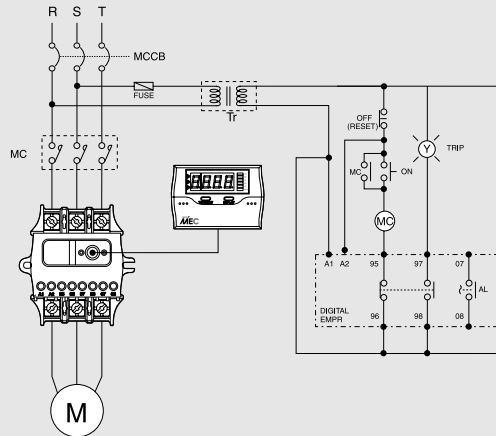 R S T
MCCB
FUSE
Tr
OFF
(RESET)
MC
Y TRIP
MC ON
MEC
MC
A1 A2 95 97 07
AL
DIGITAL
EMPR
96 98 08
M